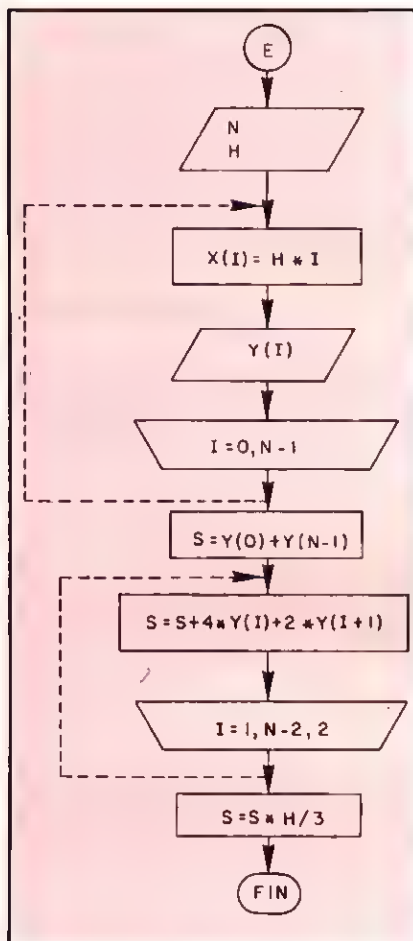 E
N
H
X(I)= H * I
Y(I)
I=0, N-1
S=Y(0)+Y(N-1)
S=S+4*Y(I)+2*Y(I+1)
I=1, N-2, 2
S=S* H/3
FIN